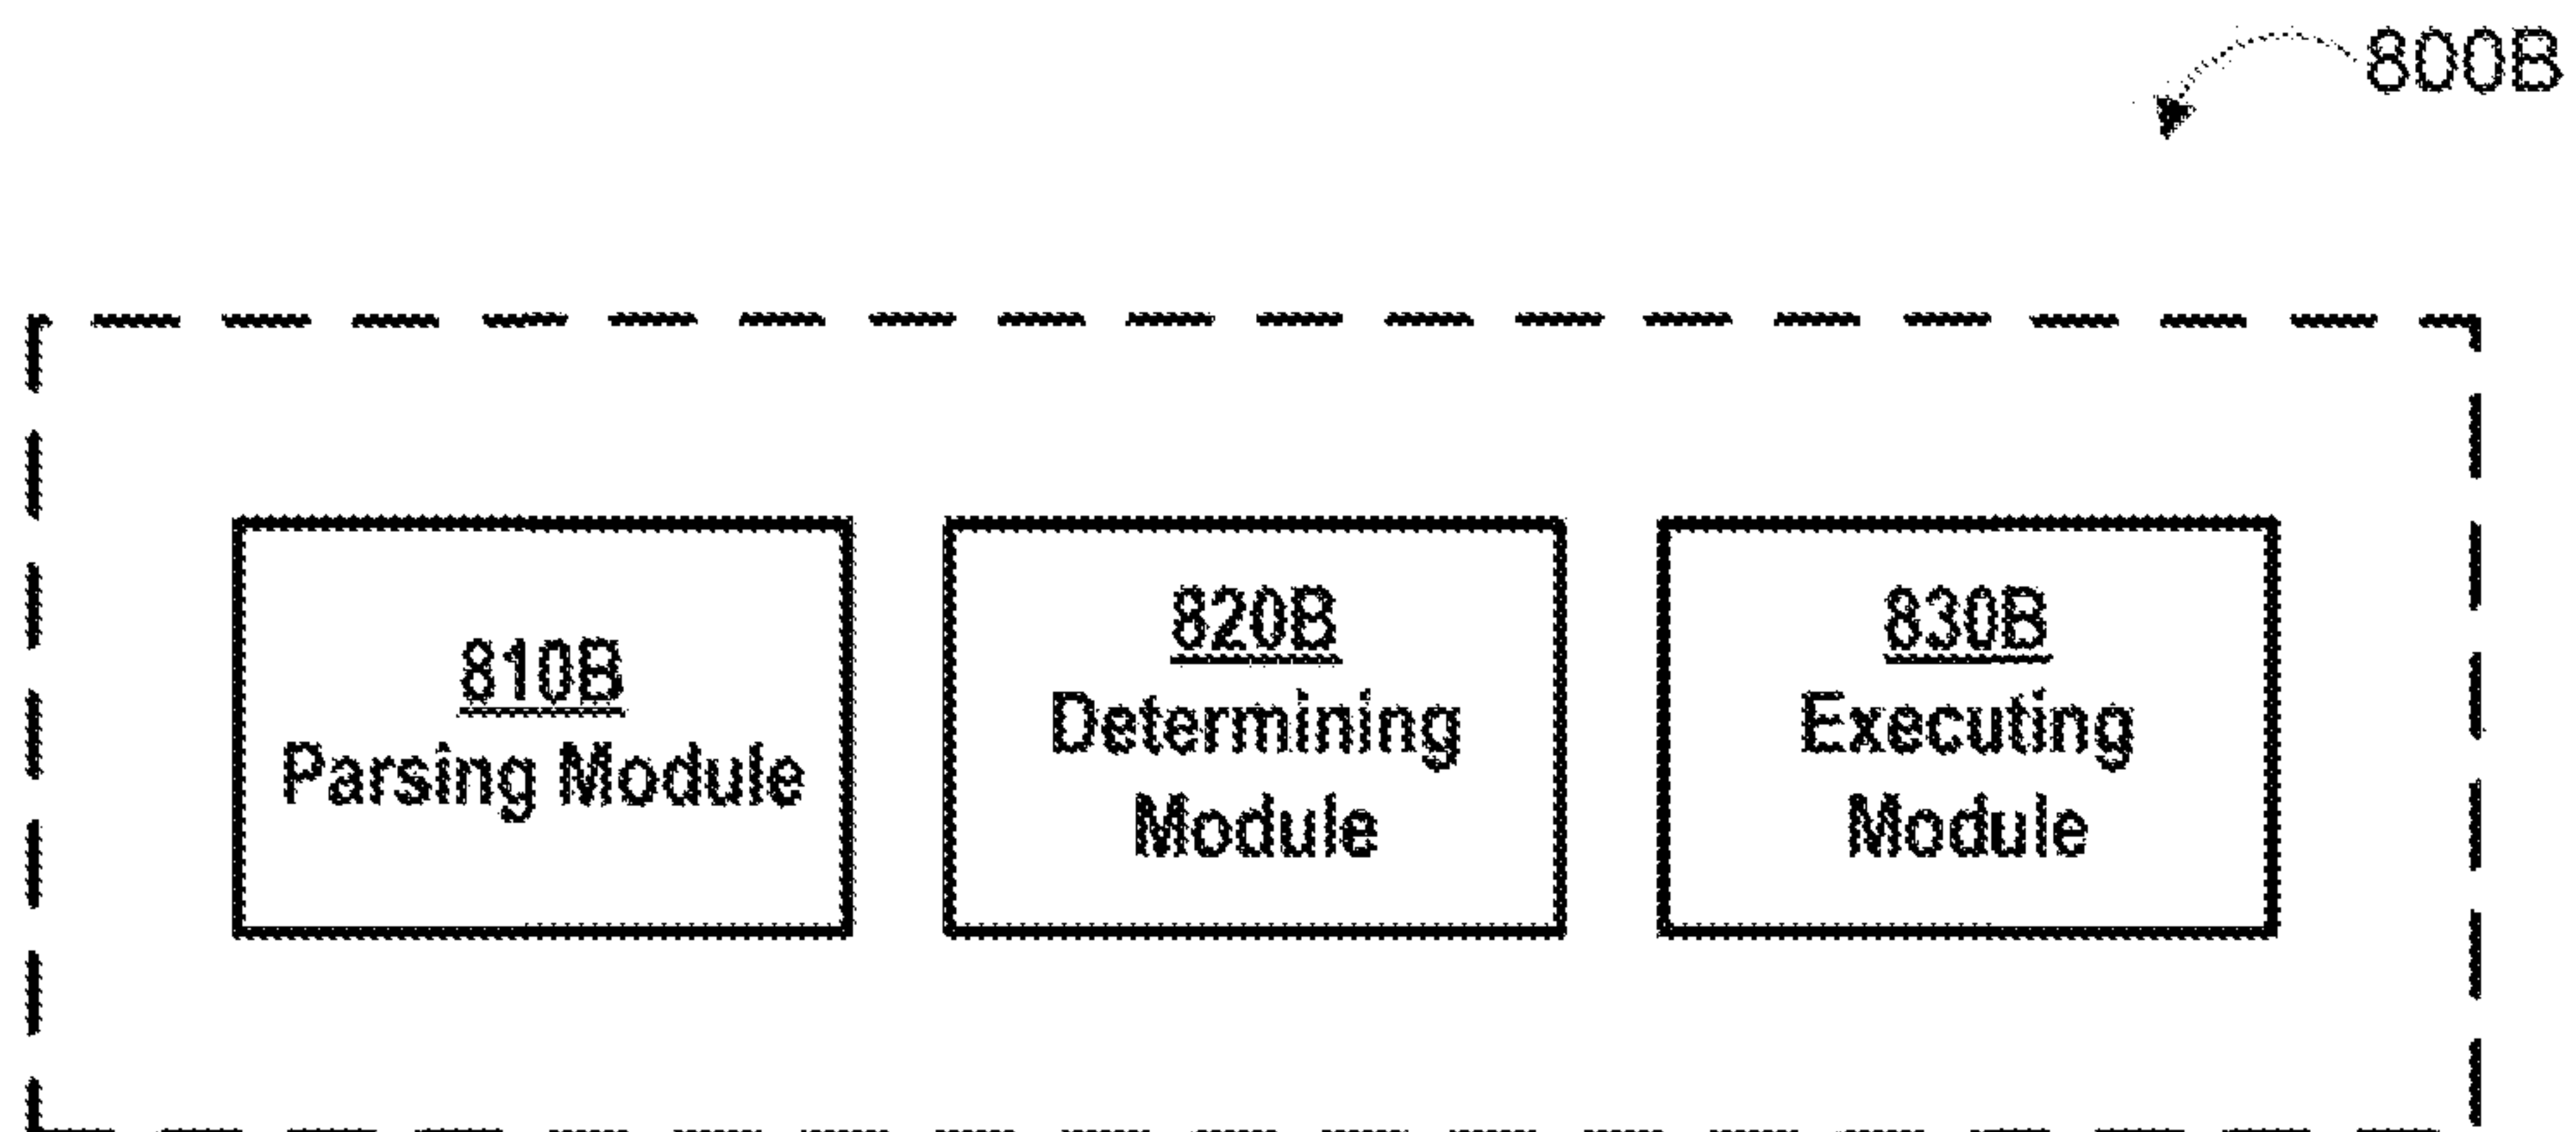 800B
810B
Parsing Module
820B
Determining
Module
830B
Executing
Module